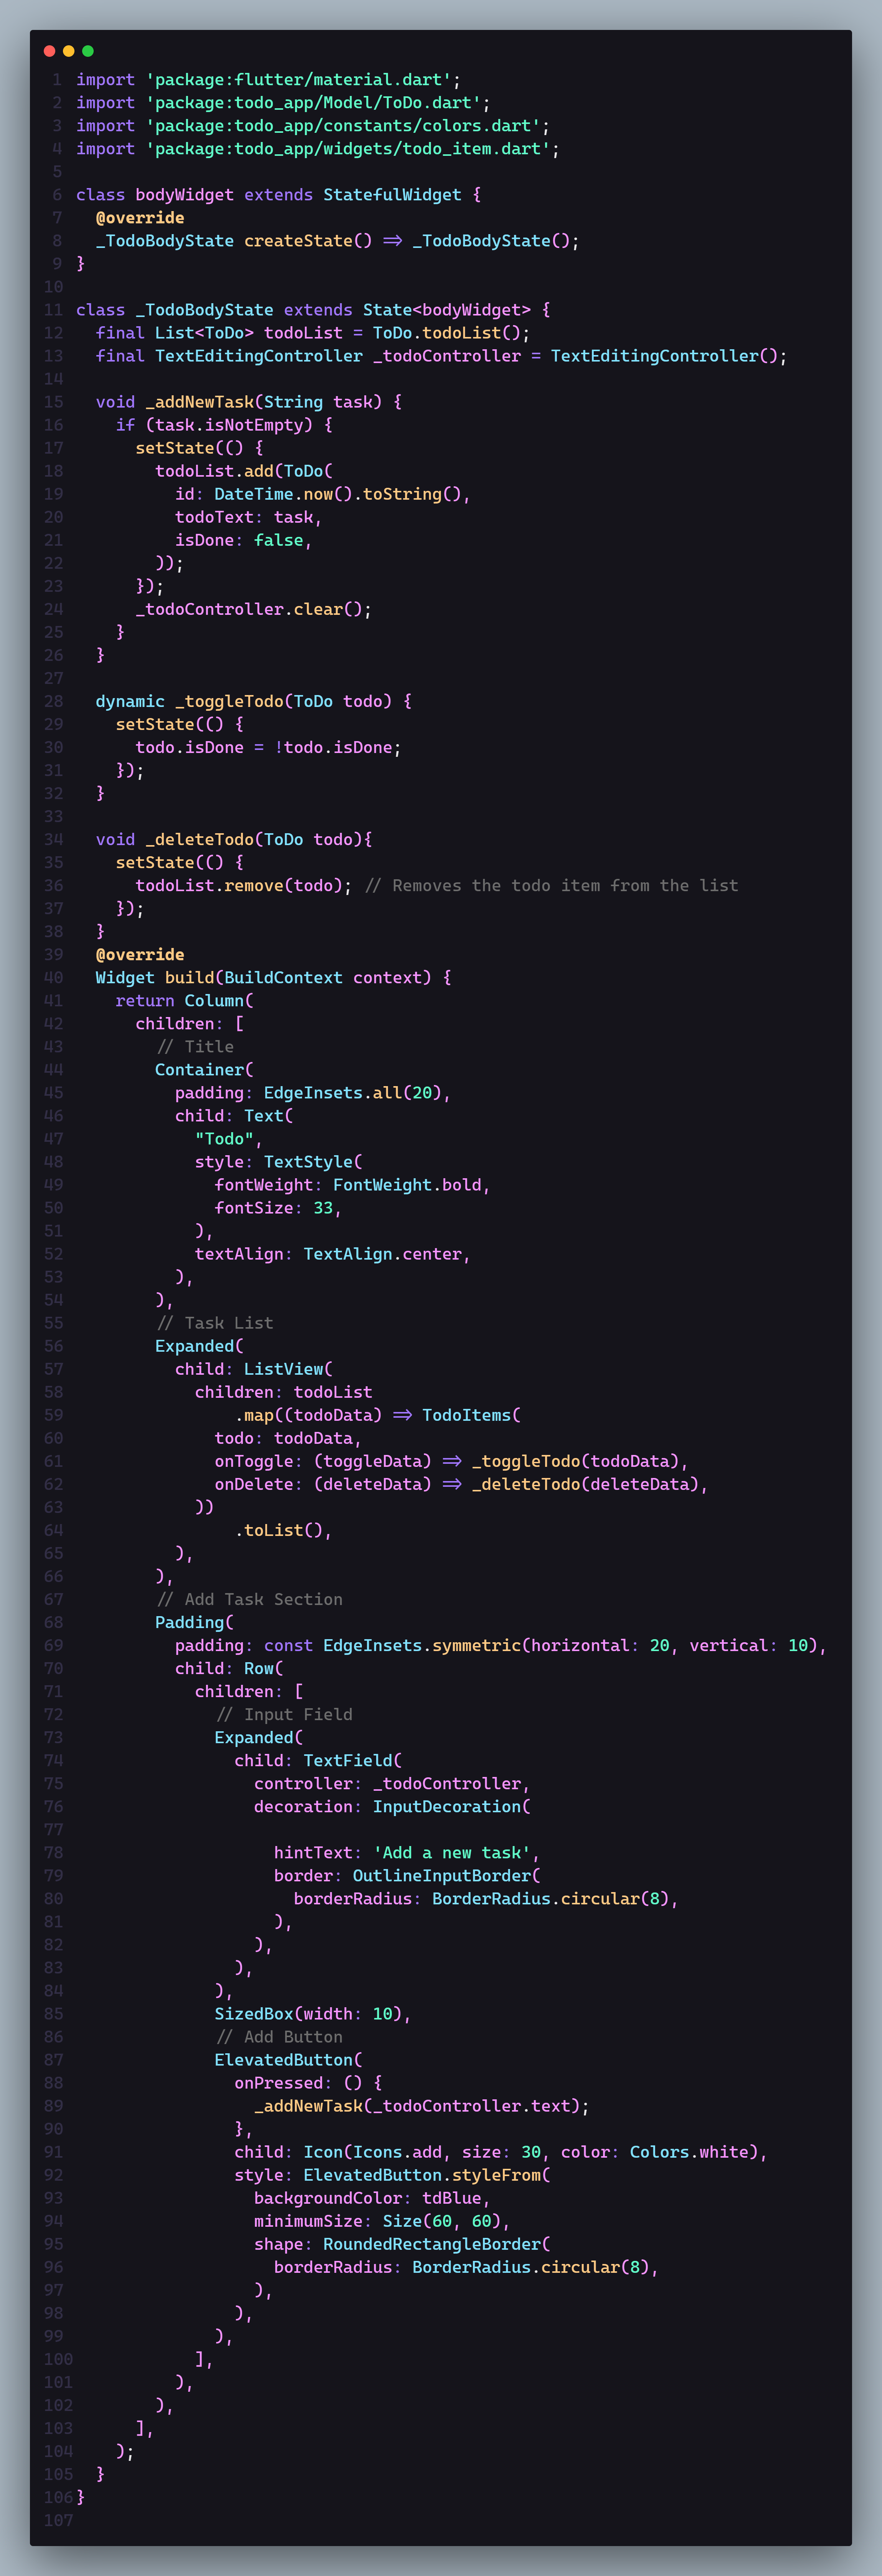 1 import 'package:flutter/material.dart';
2 import 'package:todo_app/Model/ToDo.dart';
3 import 'package:todo_app/constants/colors.dart';
4 import 'package:todo_app/widgets/todo_item.dart';
5
6 class bodyWidget extends StatefulWidget {
7   @override
8   _TodoBodyState createState() => _TodoBodyState();
9 }
10
11 class _TodoBodyState extends State<bodyWidget> {
12   final List<ToDo> todoList = ToDo.todoList();
13   final TextEditingController _todoController = TextEditingController();
14
15   void _addNewTask(String task) {
16     if (task.isNotEmpty) {
17       setState(() {
18         todoList.add(ToDo(
19           id: DateTime.now().toString(),
20           todoText: task,
21           isDone: false,
22         ));
23       });
24       _todoController.clear();
25     }
26   }
27
28   dynamic _toggleTodo(ToDo todo) {
29     setState(() {
30       todo.isDone = !todo.isDone;
31     });
32   }
33
34   void _deleteTodo(ToDo todo){
35     setState(() {
36       todoList.remove(todo); // Removes the todo item from the list
37     });
38   }
39   @override
40   Widget build(BuildContext context) {
41     return Column(
42       children: [
43         // Title
44         Container(
45           padding: EdgeInsets.all(20),
46           child: Text(
47             "Todo",
48             style: TextStyle(
49               fontWeight: FontWeight.bold,
50               fontSize: 33,
51             ),
52             textAlign: TextAlign.center,
53           ),
54         ),
55         // Task List
56         Expanded(
57           child: ListView(
58             children: todoList
59                 .map((todoData) => TodoItems(
60               todo: todoData,
61               onToggle: (toggleData) => _toggleTodo(todoData),
62               onDelete: (deleteData) => _deleteTodo(deleteData),
63             ))
64                 .toList(),
65           ),
66         ),
67         // Add Task Section
68         Padding(
69           padding: const EdgeInsets.symmetric(horizontal: 20, vertical: 10),
70           child: Row(
71             children: [
72               // Input Field
73               Expanded(
74                 child: TextField(
75                   controller: _todoController,
76                   decoration: InputDecoration(
77
78                     hintText: 'Add a new task',
79                     border: OutlineInputBorder(
80                       borderRadius: BorderRadius.circular(8),
81                     ),
82                   ),
83                 ),
84               ),
85               SizedBox(width: 10),
86               // Add Button
87               ElevatedButton(
88                 onPressed: () {
89                   _addNewTask(_todoController.text);
90                 },
91                 child: Icon(Icons.add, size: 30, color: Colors.white),
92                 style: ElevatedButton.styleFrom(
93                   backgroundColor: tdBlue,
94                   minimumSize: Size(60, 60),
95                   shape: RoundedRectangleBorder(
96                     borderRadius: BorderRadius.circular(8),
97                   ),
98                 ),
99               ),
100             ],
101           ),
102         ),
103       ],
104     );
105   }
106 }
107